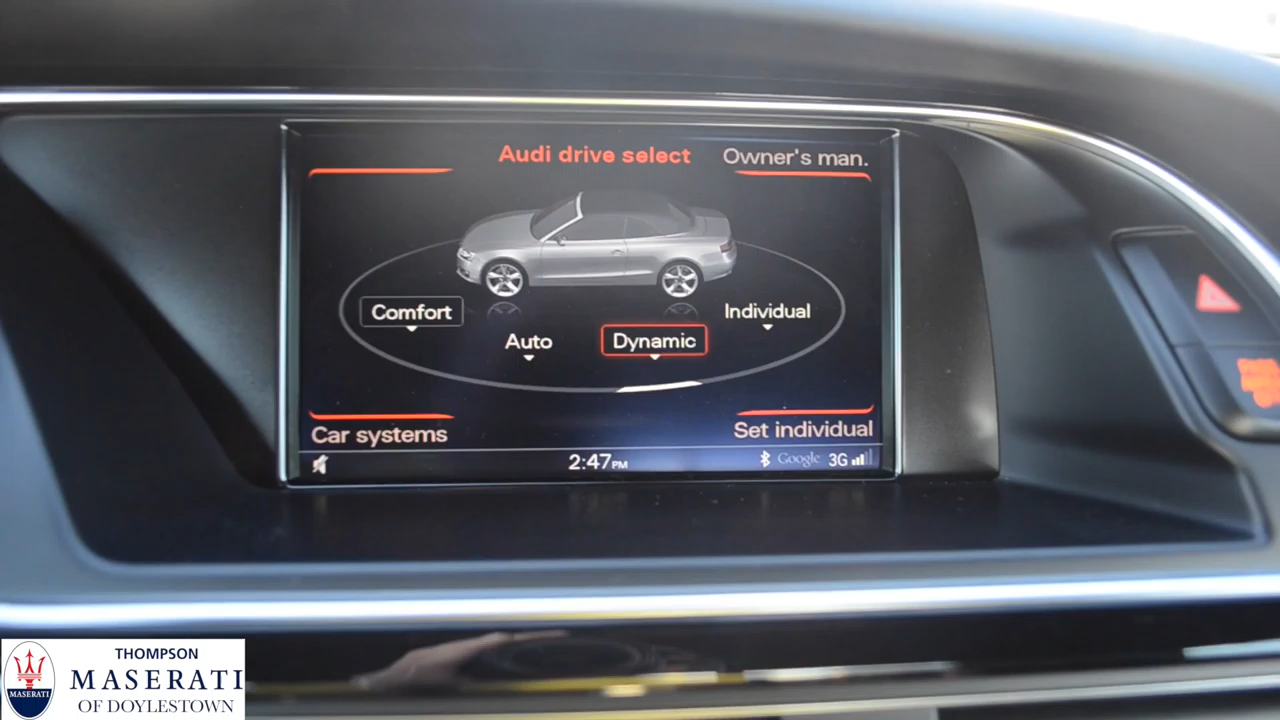 Audi drive select
Owner's man.
Comfort
Individual
Auto
Dynamic
Car systems
Set individual
2:47PM
Google 3G
THOMPSON
MASERATI
MASERATI
OF DOYLESTOWN